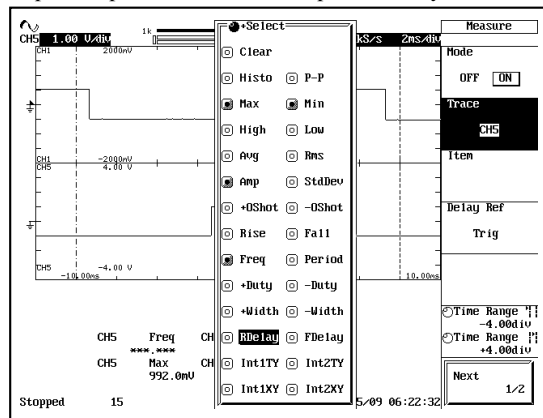 CH5 1.00 V/div 1k
kS/s 2ms/div
CH1 2000mV
CH1 -2000mV
CH5 4.00 V
CH5 -4.00 V
-10.00ms
10.00ms
+Select
Clear
Histo P-P
Max Min
High Low
Avg Rms
Amp StdDev
+OShot -OShot
Rise Fall
Freq Period
+Duty -Duty
+Width -Width
RDelay FDelay
Int1TY Int2TY
Int1XY Int2XY
Measure
Mode
OFF ON
Trace
CH5
Item
Delay Ref
Trig
Time Range
-4.00div
Time Range
+4.00div
Next
1/2
CH5 Freq CH
***.***
CH5 Max CH
992.0mV
Stopped 15
5/09 06:22:32